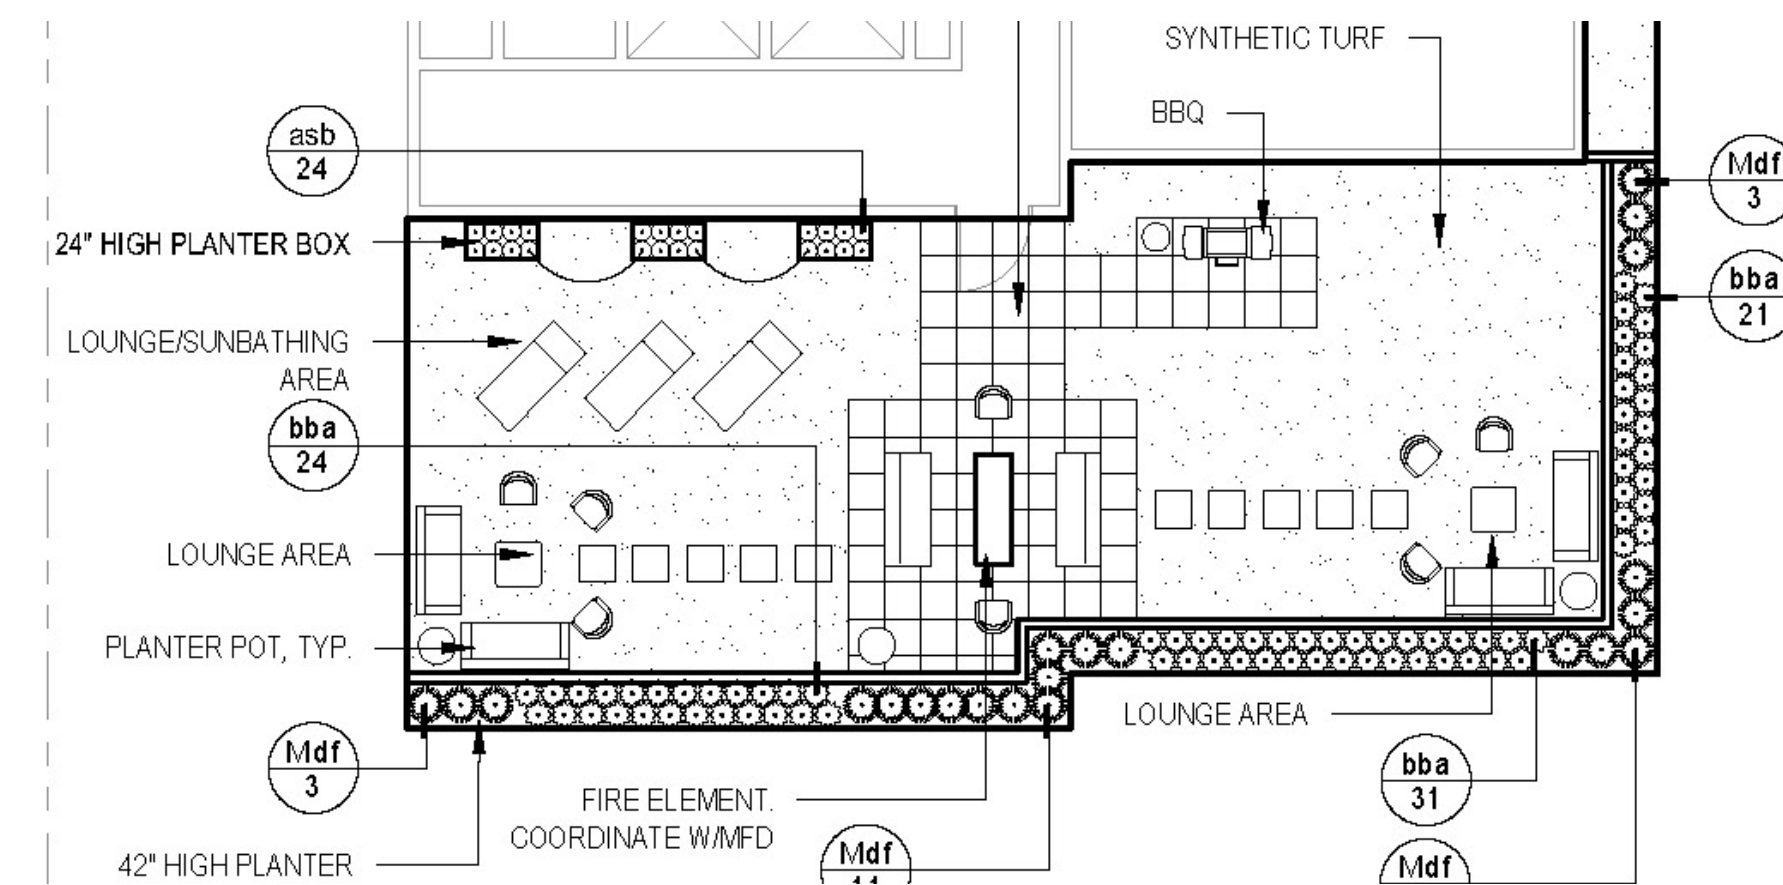 SYNTHETIC TURF
BBQ
asb
24
Mdf
3
24" HIGH PLANTER BOX
bba
21
LOUNGE/SUNBATHING
AREA
bba
24
LOUNGE AREA
PLANTER POT, TYP.
LOUNGE AREA
Mdf
3
bba
31
FIRE ELEMENT.
COORDINATE W/MFD
42" HIGH PLANTER
Mdf
11
Mdf